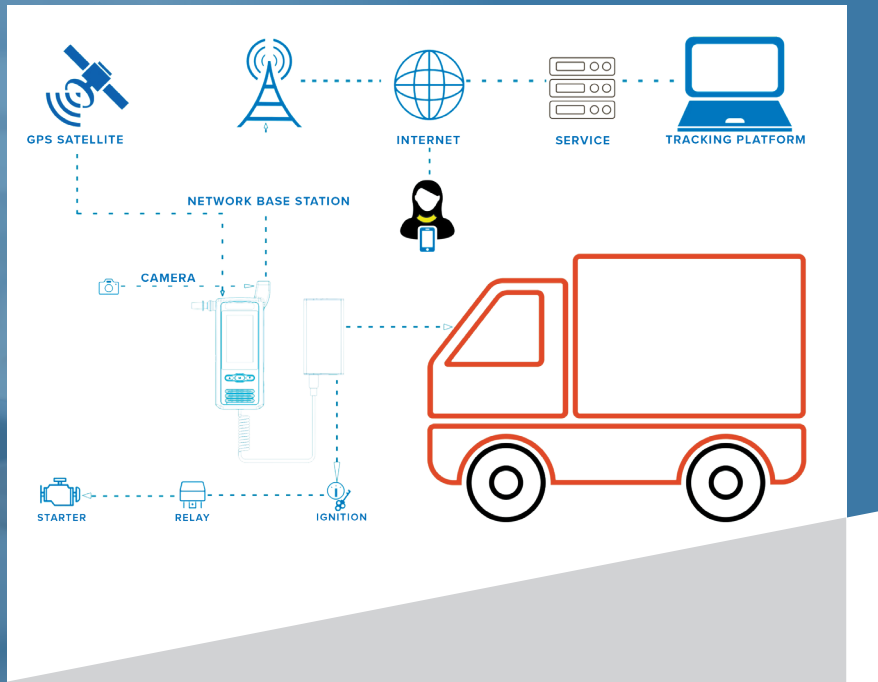 GPS SATELLITE
INTERNET
SERVICE
TRACKING PLATFORM
NETWORK BASE STATION
CAMERA
STARTER
RELAY
IGNITION